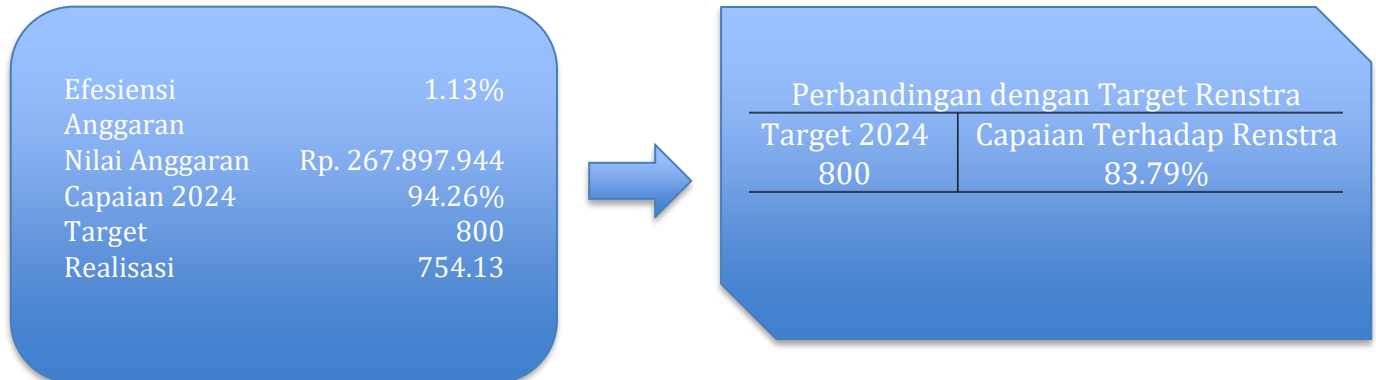 Efesiensi 1.13%
Anggaran
Nilai Anggaran Rp. 267.897.944
Capaian 2024 94.26%
Target 800
Realisasi 754.13
Perbandingan dengan Target Renstra
Target 2024 Capaian Terhadap Renstra
800 83.79%